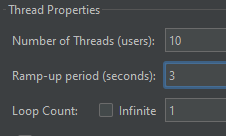 Thread Properties
Number of Threads (users): 10
Ramp-up period (seconds): 3
Loop Count: Infinite 1